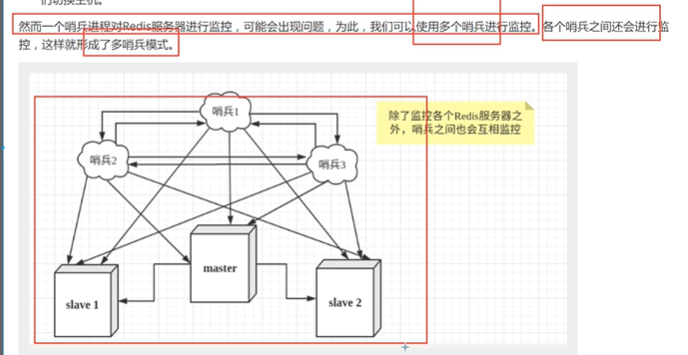 们切换主机。
然而一个哨兵进程对Redis服务器进行监控，可能会出现问题，为此，我们可以使用多个哨兵进行监控。各个哨兵之间还会进行监
控，这样就形成了多哨兵模式。
哨兵1
除了监控各个Redis服务器之
外，哨兵之间也会互相监控
哨兵2
哨兵3
master
slave 1
slave 2